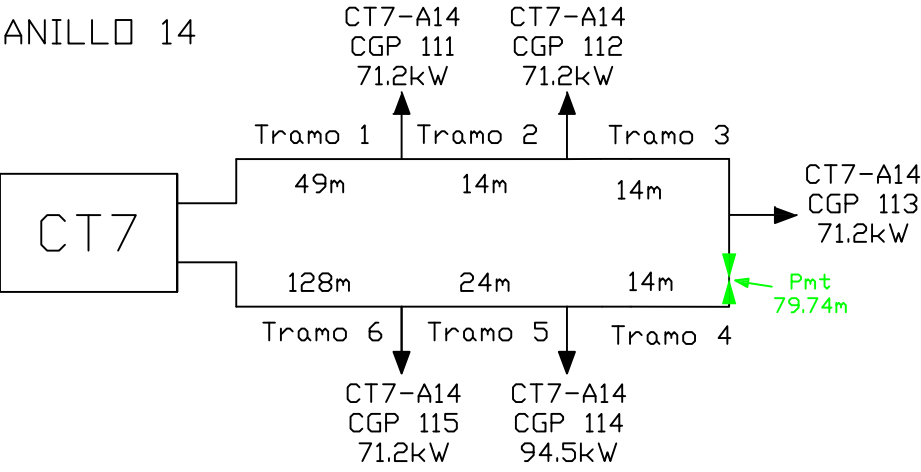 ANILLO 14
CT7-A14
CGP 111
71.2kW
CT7-A14
CGP 112
71.2kW
Tramo 1
Tramo 2
Tramo 3
49m
14m
14m
CT7-A14
CGP 113
71.2kW
CT7
128m
24m
14m
Pmt
79.74m
Tramo 6
Tramo 5
Tramo 4
CT7-A14
CGP 115
71.2kW
CT7-A14
CGP 114
94.5kW